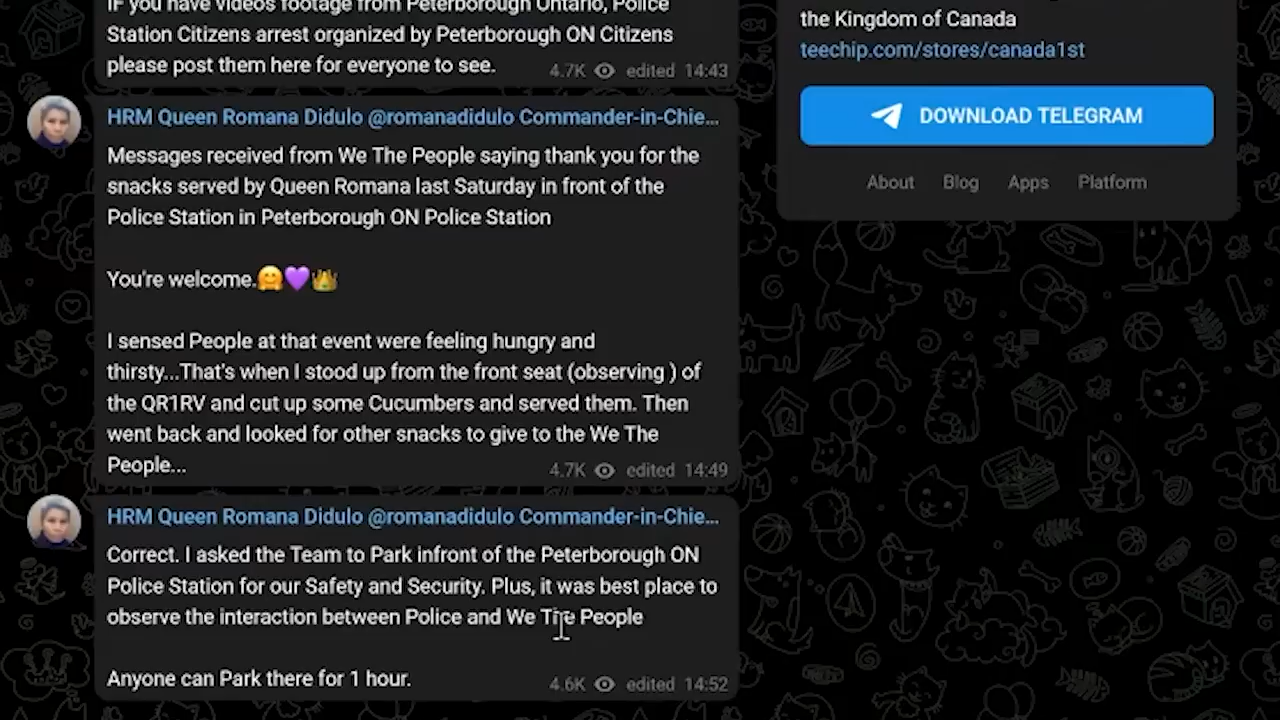 IF you have videos footage from Peterborough Ontario, Police
Station Citizens arrest organized by Peterborough ON Citizens
please post them here for everyone to see.
4.7K edited 14:43
HRM Queen Romana Didulo @romanadidulo Commander-in-Chie...
Messages received from We The People saying thank you for the
snacks served by Queen Romana last Saturday in front of the
Police Station in Peterborough ON Police Station
You're welcome.🤗💜👑
I sensed People at that event were feeling hungry and
thirsty...That's when I stood up from the front seat (observing ) of
the QR1RV and cut up some Cucumbers and served them. Then
went back and looked for other snacks to give to the We The
People...
4.7K edited 14:49
HRM Queen Romana Didulo @romanadidulo Commander-in-Chie...
Correct. I asked the Team to Park infront of the Peterborough ON
Police Station for our Safety and Security. Plus, it was best place to
observe the interaction between Police and We The People
Anyone can Park there for 1 hour.
4.6K edited 14:52
the Kingdom of Canada
teechip.com/stores/canada1st
DOWNLOAD TELEGRAM
About Blog Apps Platform